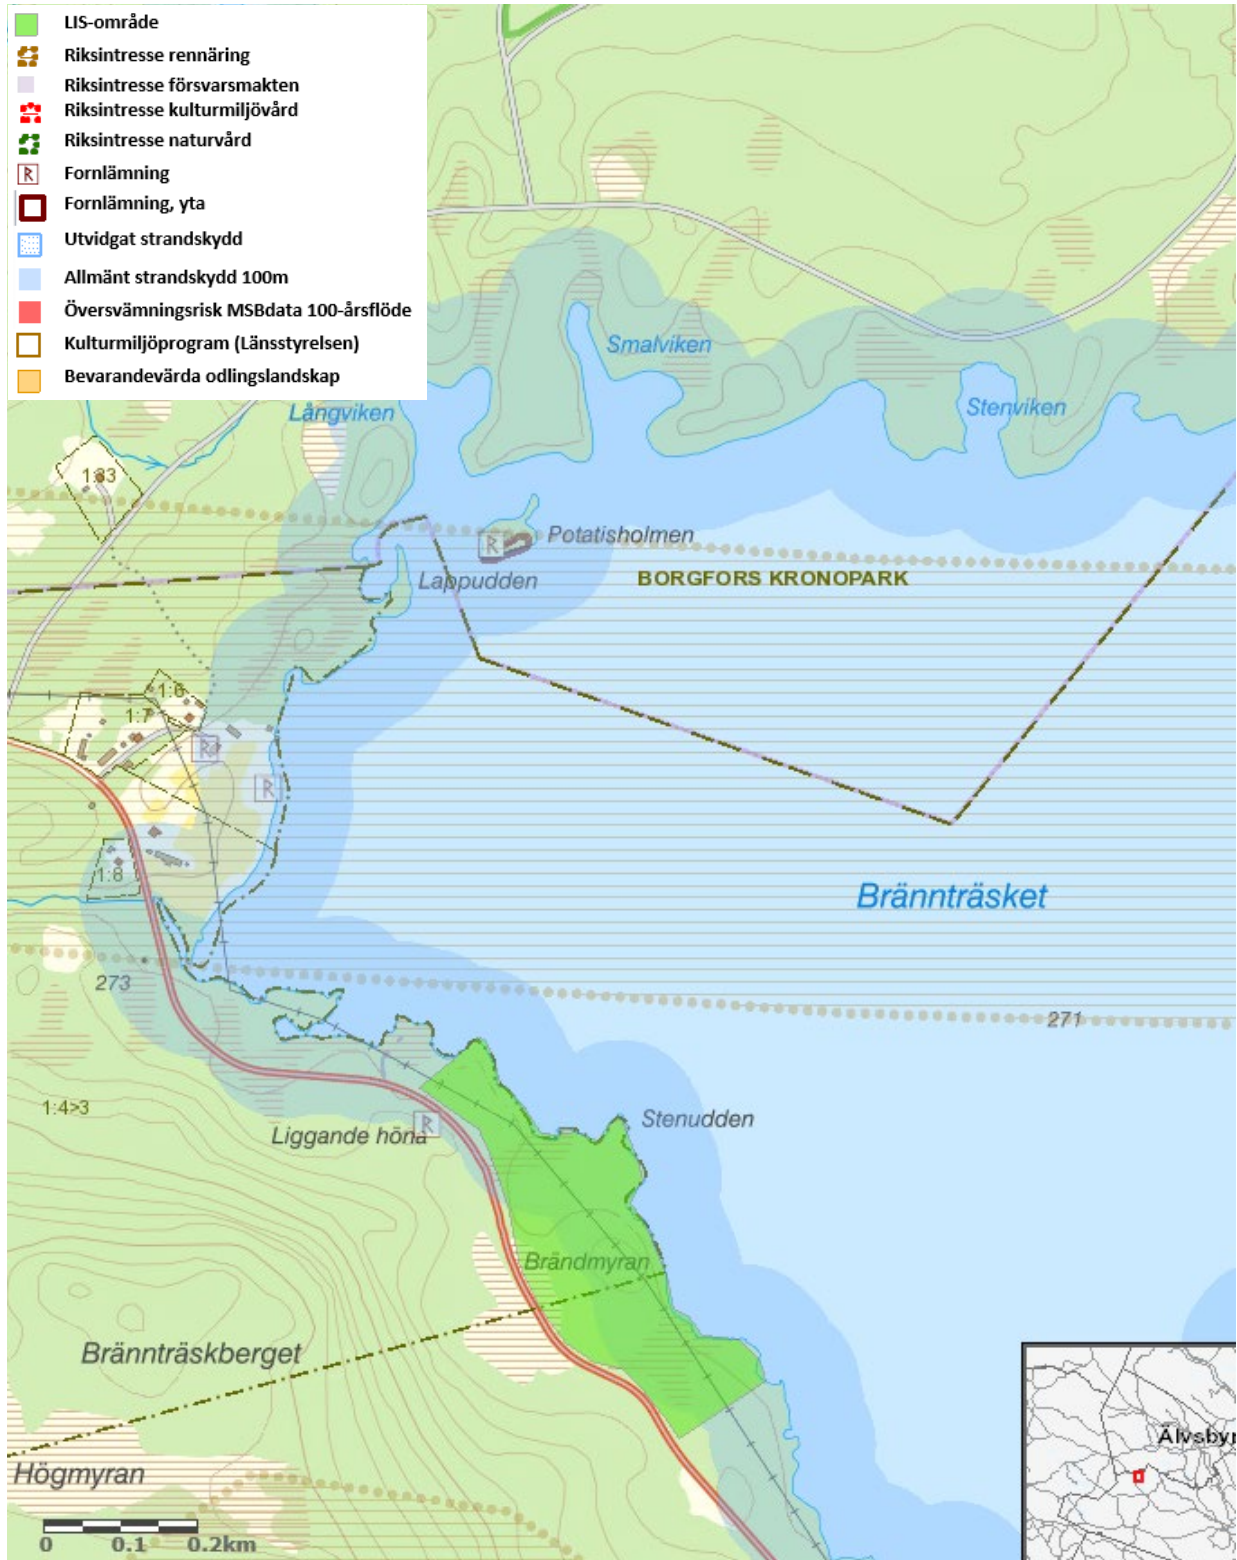 LIS-område
Riksintresse rennäring
Riksintresse försvarsmakten
Riksintresse kulturmiljövård
Riksintresse naturvård
R Fornlämning
Fornlämning, yta
Utvidgat strandskydd
Allmänt strandskydd 100m
Översvämningsrisk MSBdata 100-årsflöde
Kulturmiljöprogram (Länsstyrelsen)
Bevarandevärda odlingslandskap
Smalviken
Långviken
Stenviken
1:33
R
Potatisholmen
Lappudden
BORGFORS KRONOPARK
1:6
1:7
R
R
1:8
Brännträsket
273
271
1:4>3
Liggande höna
R
Stenudden
Brändmyran
Brännträskberget
Högmyran
Älvsby
0 0.1 0.2km